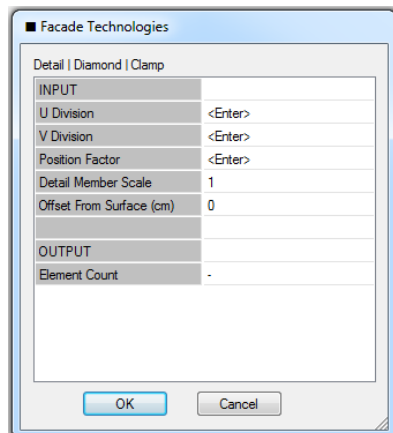 Facade Technologies
Detail | Diamond | Clamp
INPUT
U Division <Enter>
V Division <Enter>
Position Factor <Enter>
Detail Member Scale 1
Offset From Surface (cm) 0
OUTPUT
Element Count -
OK Cancel